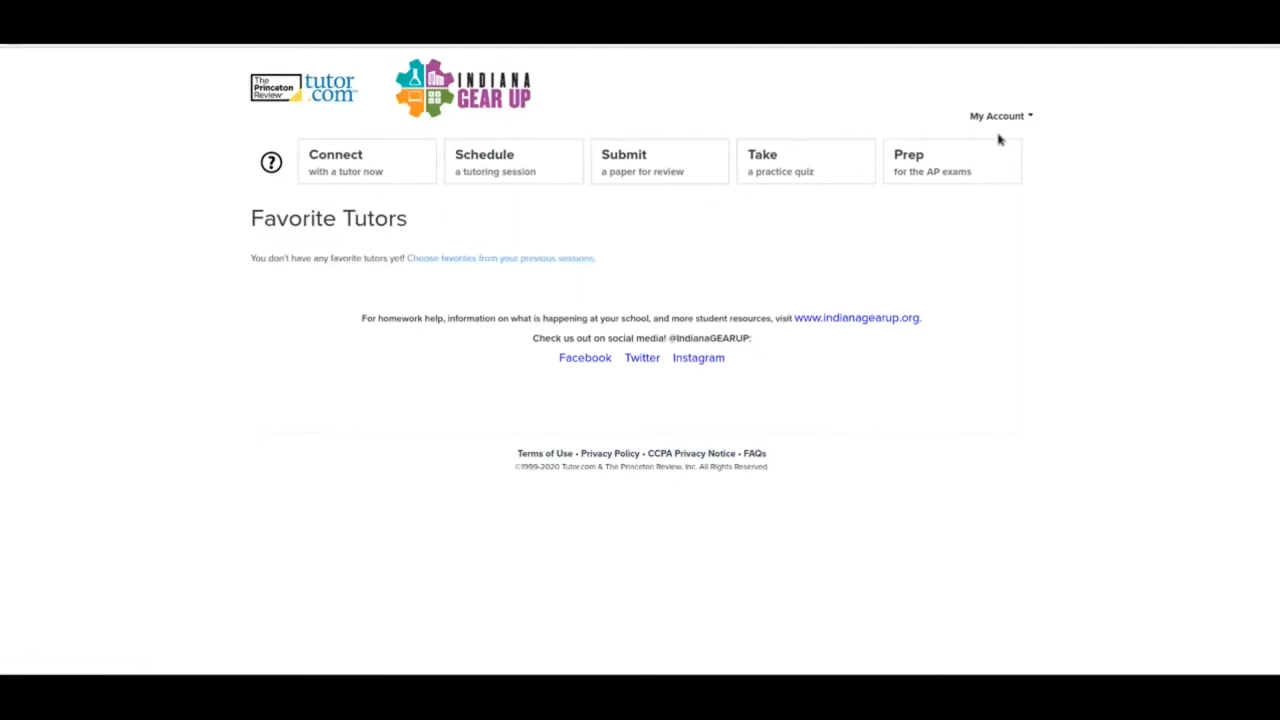 The
Princeton
Review
tutor
.com
INDIANA
GEAR UP
My Account
?
Connect
with a tutor now
Schedule
a tutoring session
Submit
a paper for review
Take
a practice quiz
Prep
for the AP exams
Favorite Tutors
You don't have any favorite tutors yet! Choose favorites from your previous sessions.
For homework help, information on what is happening at your school, and more student resources, visit www.indianagearup.org.
Check us out on social media! @IndianaGEARUP:
Facebook Twitter Instagram
Terms of Use • Privacy Policy • CCPA Privacy Notice • FAQs
©1999-2020 Tutor.com & The Princeton Review, Inc. All Rights Reserved.